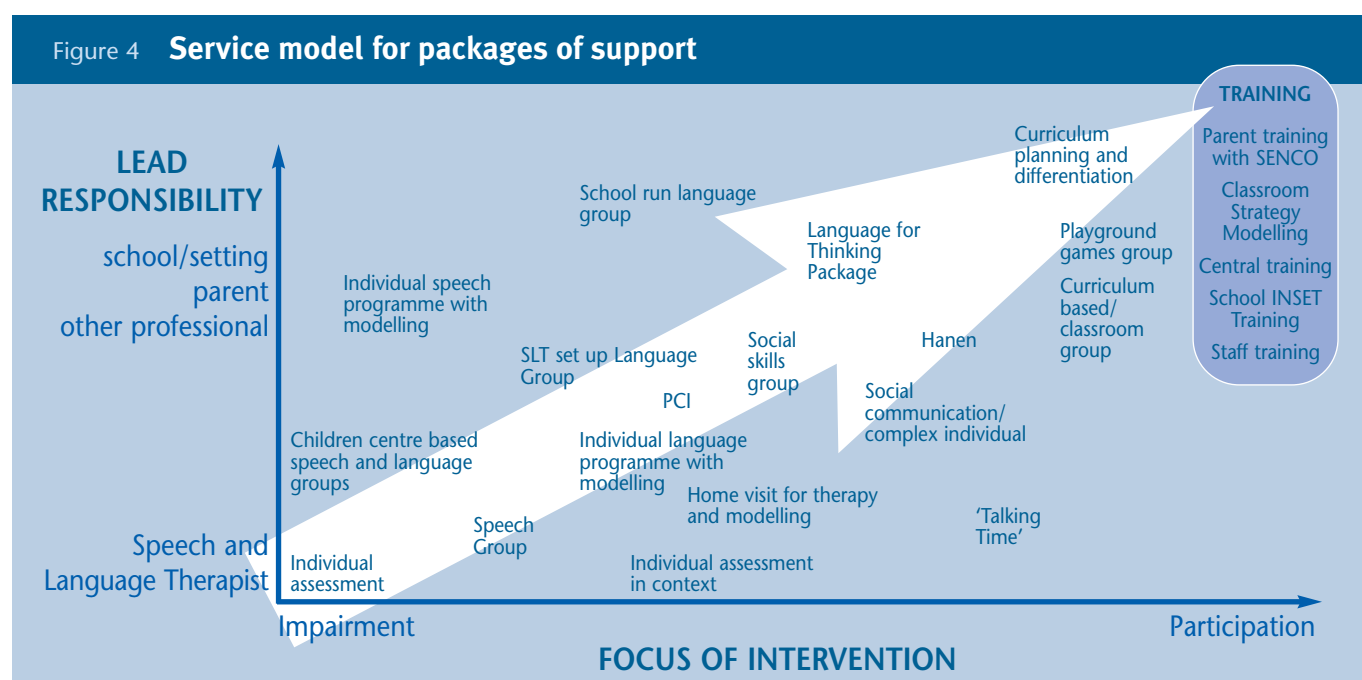 Figure 4 Service model for packages of support
LEAD
RESPONSIBILITY
school/setting
parent
other professional
Speech and
Language Therapist
TRAINING
Parent training
with SENCO
Classroom
Strategy
Modelling
Central training
School INSET
Training
Staff training
Curriculum
planning and
differentiation
School run language
group
Language for
Thinking
Package
Playground
games group
Individual speech
programme with
modelling
Curriculum
based/
classroom
group
SLT set up Language
Group
Social
skills
group
Hanen
PCI
Social
communication/
complex individual
Children centre based
speech and language
groups
Individual language
programme with
modelling
Home visit for therapy
and modelling
Speech
Group
‘Talking
Time’
Individual
assessment
Individual assessment
in context
Impairment
Participation
FOCUS OF INTERVENTION